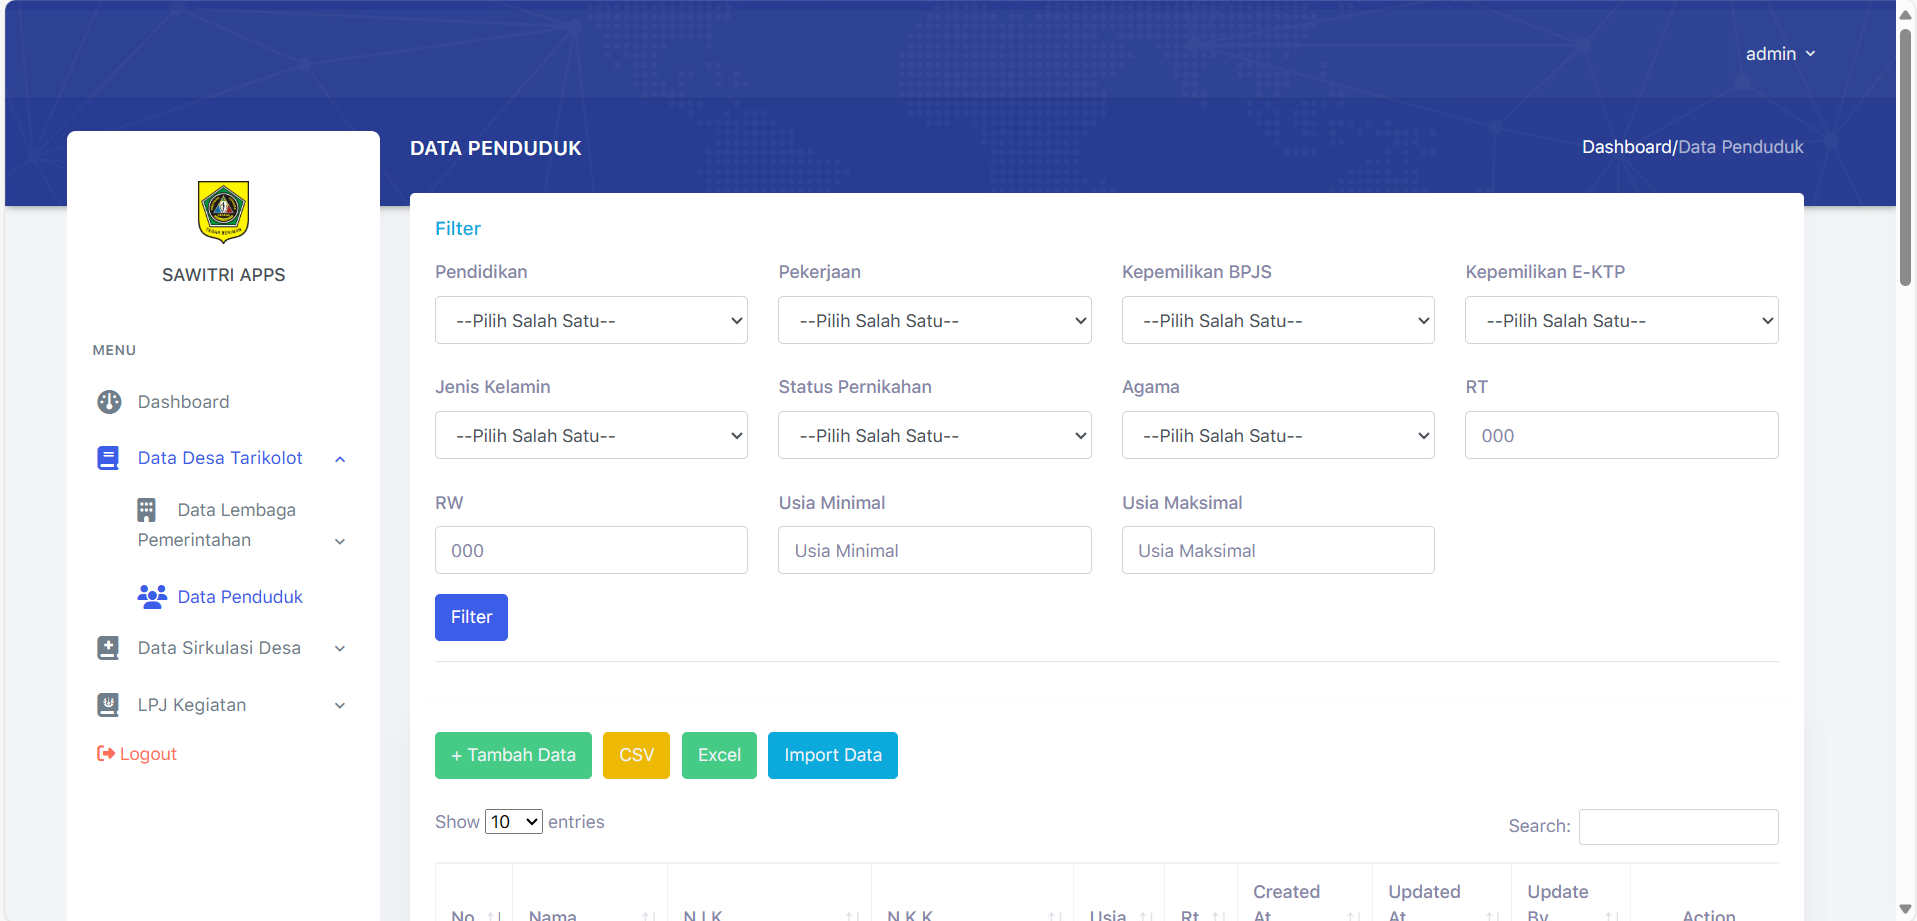 admin
DATA PENDUDUK
Dashboard/Data Penduduk
SAWITRI APPS
MENU
Dashboard
Data Desa Tarikolot
Data Lembaga
Pemerintahan
Data Penduduk
Data Sirkulasi Desa
LPJ Kegiatan
Logout
Filter
Pendidikan
--Pilih Salah Satu--
Pekerjaan
--Pilih Salah Satu--
Kepemilikan BPJS
--Pilih Salah Satu--
Kepemilikan E-KTP
--Pilih Salah Satu--
Jenis Kelamin
--Pilih Salah Satu--
Status Pernikahan
--Pilih Salah Satu--
Agama
--Pilih Salah Satu--
RT
000
RW
000
Usia Minimal
Usia Minimal
Usia Maksimal
Usia Maksimal
Filter
+ Tambah Data
CSV
Excel
Import Data
Show 10 entries
Search:
No
Nama
N.I.K
N.K.K
Usia
Rt
Created
At
Updated
At
Update
By
Action